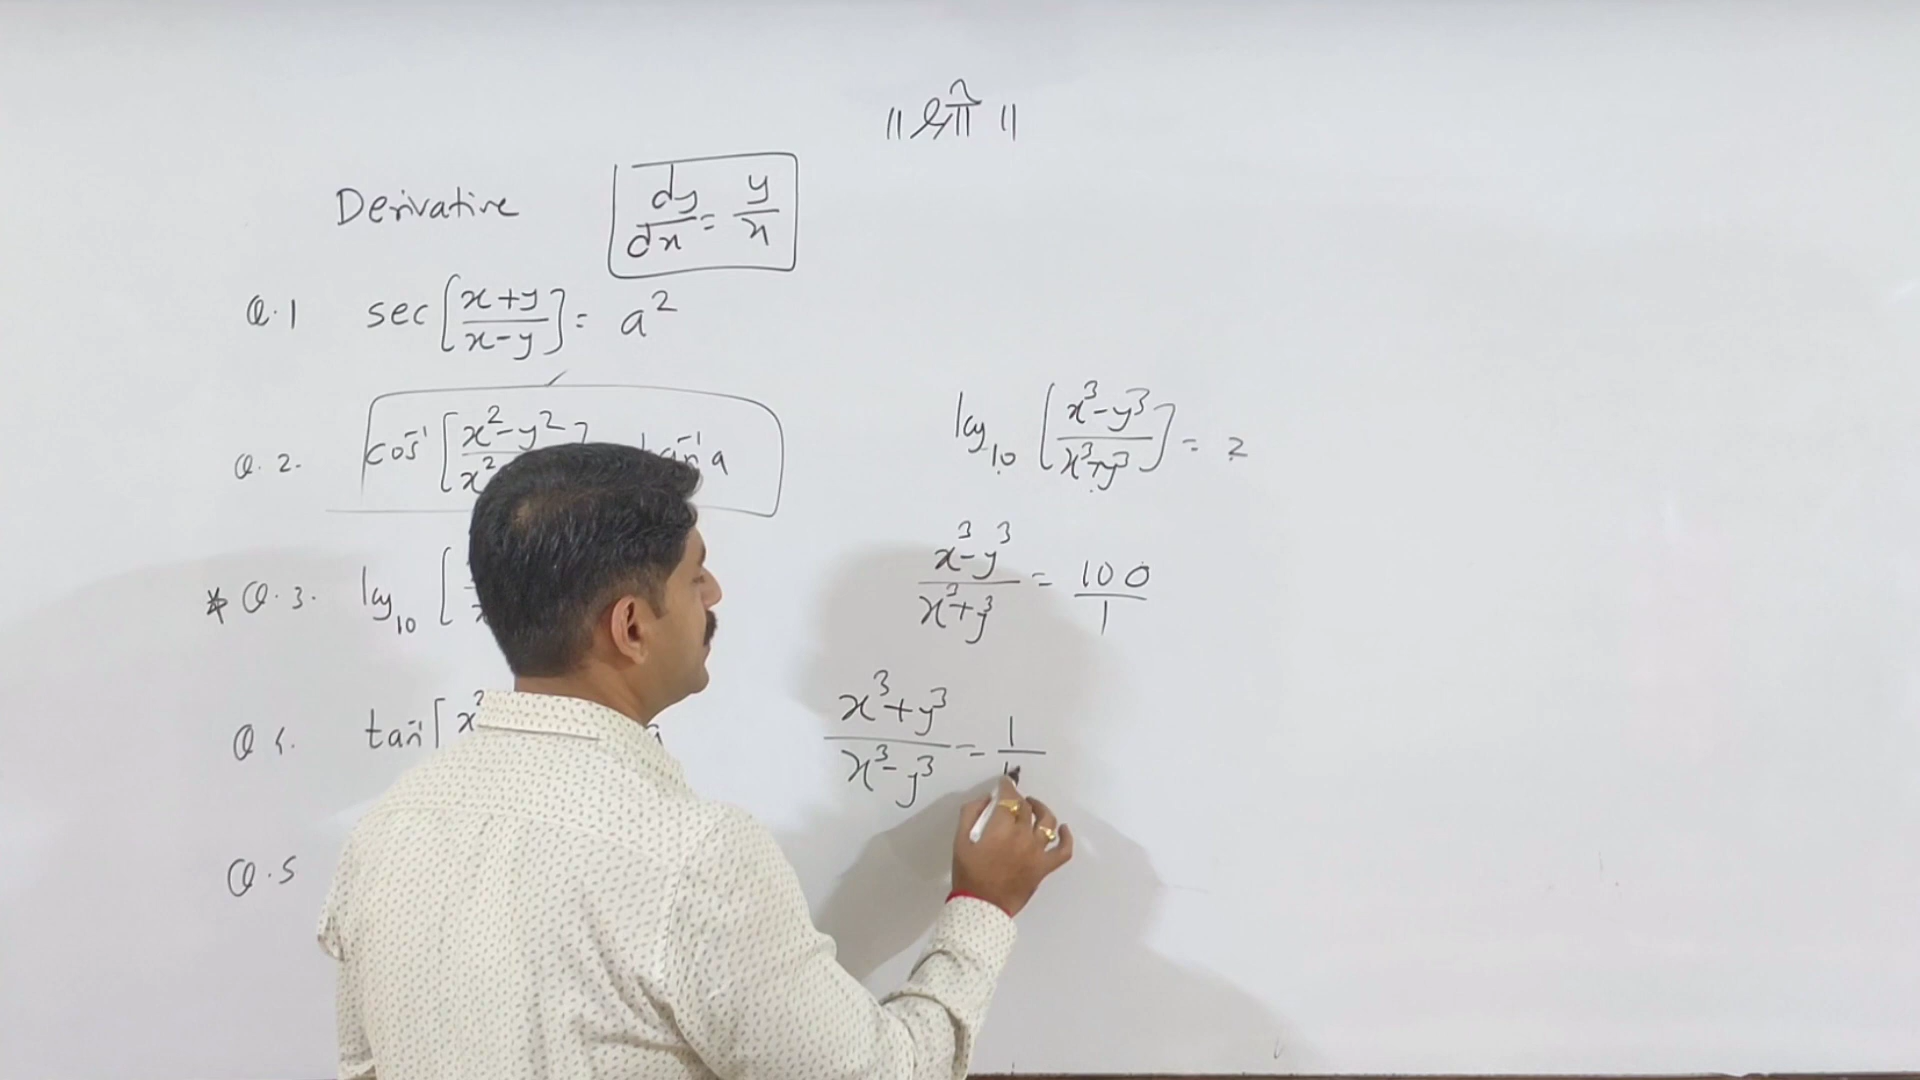 ॥ श्री ॥
Derivative dy/dx = y/x
Q.1 sec [x+y / x-y] = a²
Q. 2. cos⁻¹ [x²-y² / x² tan⁻¹ a
* Q. 3. log₁₀ [
Q 4. tan⁻¹ [x
Q.5
log₁₀ [x³-y³ / x³+y³] = 2
x³-y³ / x³+y³ = 100 / 1
x³+y³ / x³-y³ = 1 /